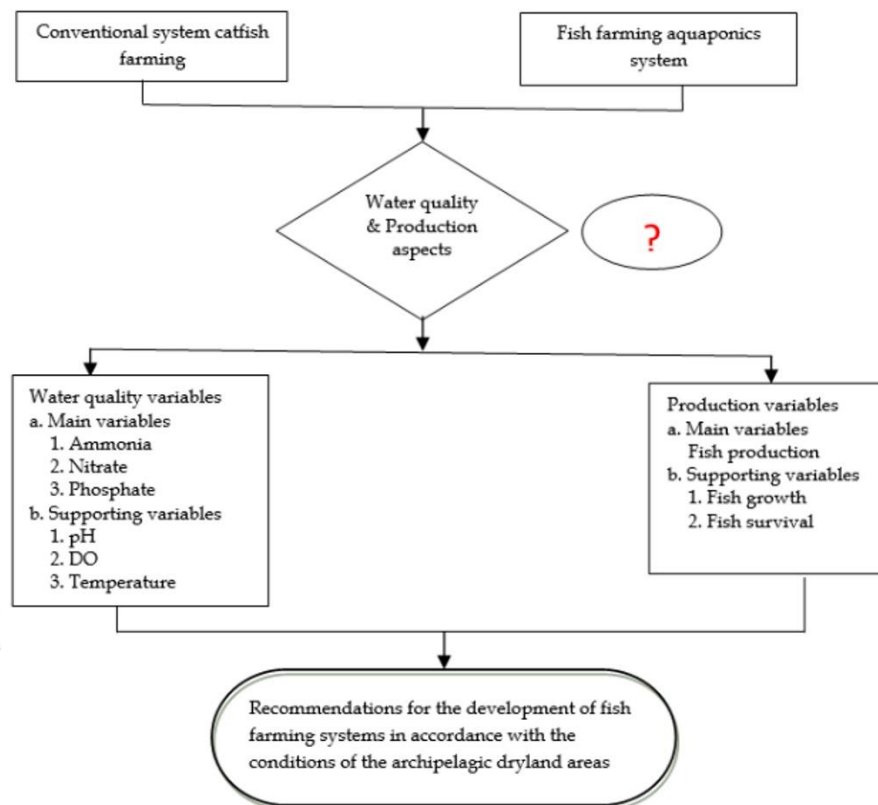 Conventional system catfish
farming
Fish farming aquaponics
system
Water quality
& Production
aspects
?
Water quality variables
a. Main variables
1. Ammonia
2. Nitrate
3. Phosphate
b. Supporting variables
1. pH
2. DO
3. Temperature
Production variables
a. Main variables
Fish production
b. Supporting variables
1. Fish growth
2. Fish survival
Recommendations for the development of fish
farming systems in accordance with the
conditions of the archipelagic dryland areas